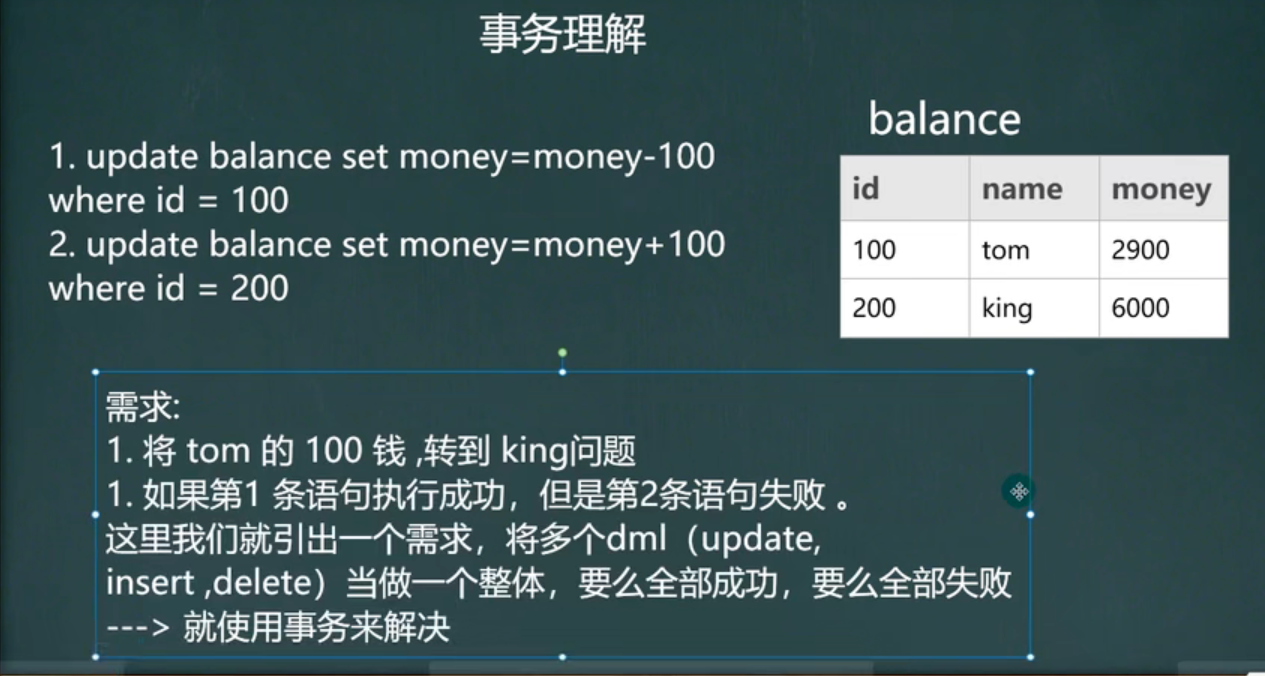 事务理解
1. update balance set money=money-100
where id = 100
2. update balance set money=money+100
where id = 200
balance
id name money
100 tom 2900
200 king 6000
需求:
1. 将 tom 的 100 钱 ,转到 king问题
1. 如果第1 条语句执行成功，但是第2条语句失败 。
这里我们就引出一个需求，将多个dml（update,
insert ,delete）当做一个整体，要么全部成功，要么全部失败
---> 就使用事务来解决